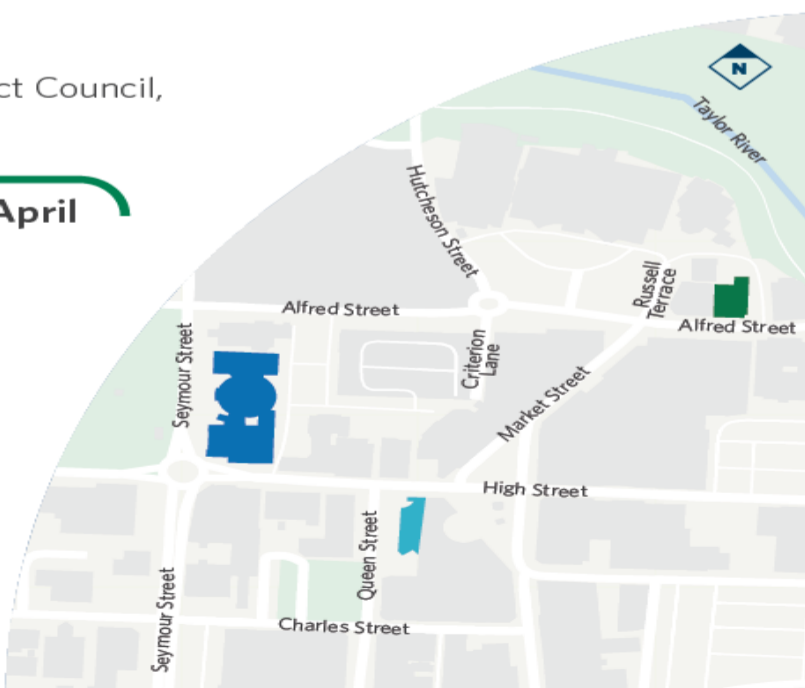 ct Council,
April
N
Taylor River
Hutcheson Street
Russell
Terrace
Alfred Street
Alfred Street
Seymour Street
Criterion
Lane
Market Street
High Street
Queen Street
Seymour Street
Charles Street